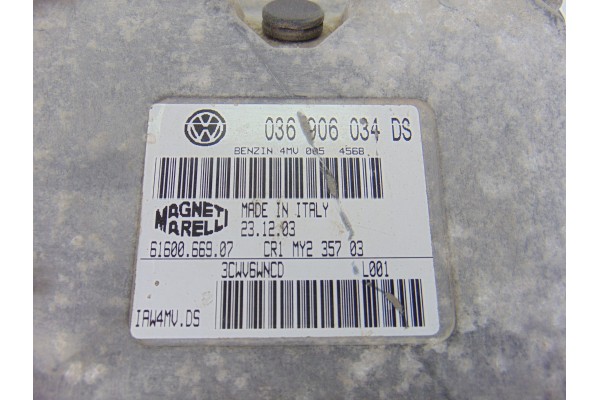 036 906 034 DS
BENZIN 4MV 005 4568
MAGNETI MARELLI
MADE IN ITALY
23.12.03
61600.669.07 CR1 MY2 357 03
3CWV6WNCD L001
IAW4MV.DS